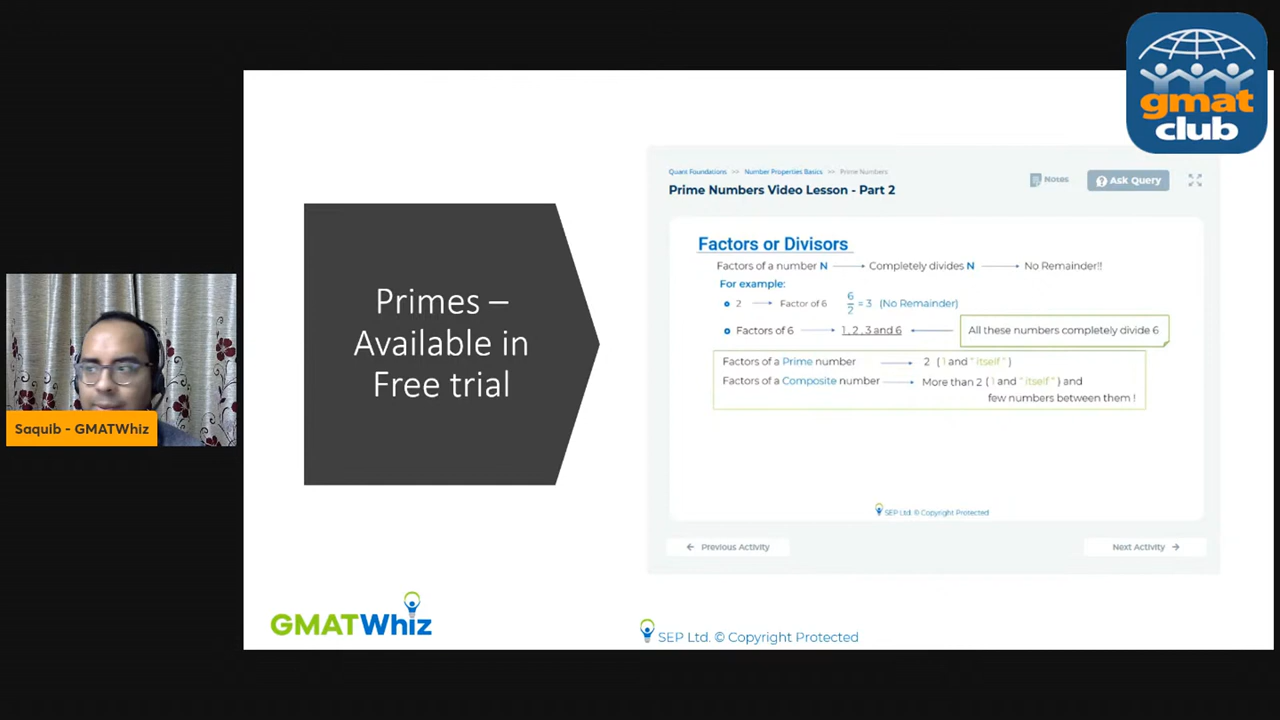 gmat
club
Quant Foundations >> Number Properties Basics >> Prime Numbers
Prime Numbers Video Lesson - Part 2
Notes
Ask Query
Primes –
Available in
Free trial
Factors or Divisors
Factors of a number N Completely divides N No Remainder!!
For example:
2 Factor of 6 6/2 = 3 (No Remainder)
Factors of 6 1, 2, 3 and 6 All these numbers completely divide 6
Factors of a Prime number 2 ( 1 and " itself " )
Factors of a Composite number More than 2 ( 1 and " itself " ) and
few numbers between them !
SEP Ltd. © Copyright Protected
Previous Activity
Next Activity
Saquib - GMATWhiz
GMATWhiz
SEP Ltd. © Copyright Protected